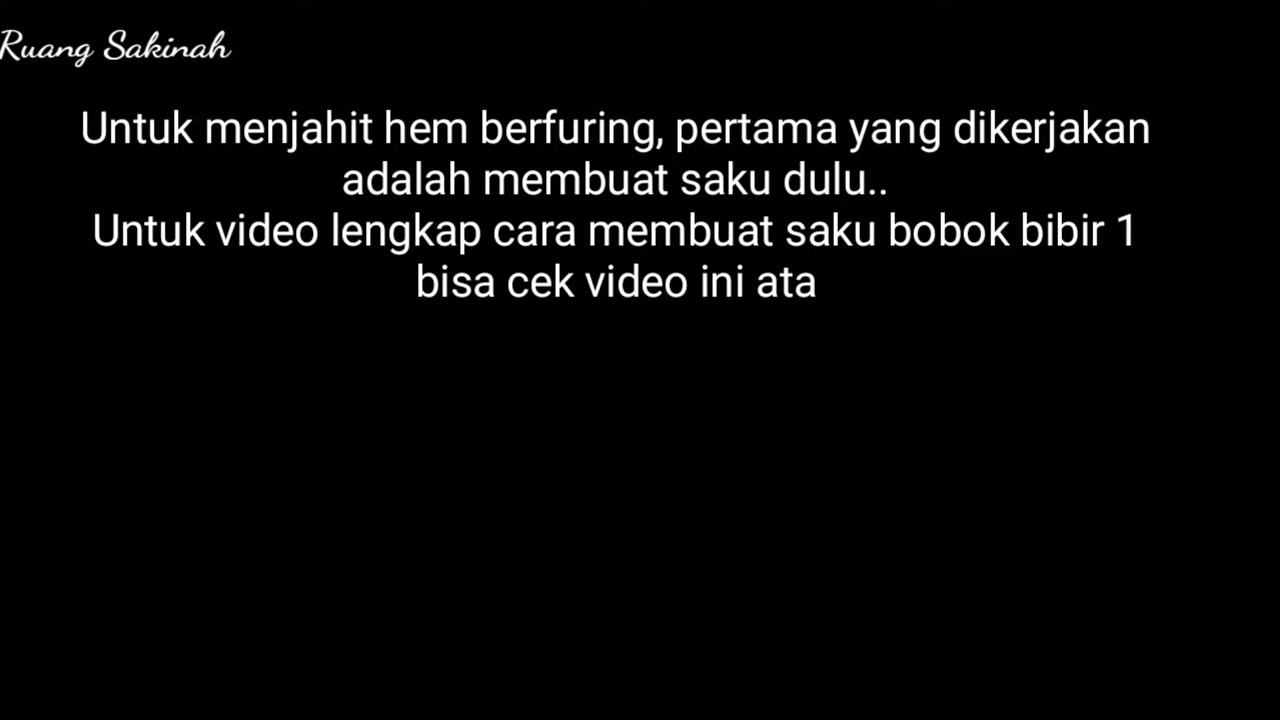 Ruang Sakinah
Untuk menjahit hem berfuring, pertama yang dikerjakan
adalah membuat saku dulu..
Untuk video lengkap cara membuat saku bobok bibir 1
bisa cek video ini ata